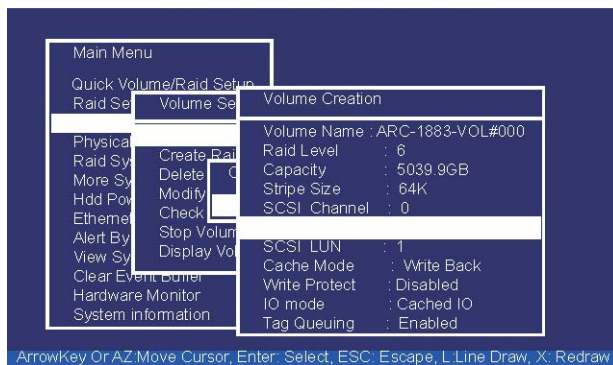 Main Menu
Quick Volume/Raid Setup
Raid Se
Physical
Raid Sy
More Sy
Hdd Pow
Ethernet
Alert By
View Sy
Clear Event Buffer
Hardware Monitor
System information
Volume Se
Create Rai
Delete
Modify
Check
Stop Volum
Display Vol
C
Volume Creation
Volume Name : ARC-1883-VOL#000
Raid Level : 6
Capacity : 5039.9GB
Stripe Size : 64K
SCSI Channel : 0
SCSI LUN : 1
Cache Mode : Write Back
Write Protect : Disabled
IO mode : Cached IO
Tag Queuing : Enabled
ArrowKey Or AZ:Move Cursor, Enter: Select, ESC: Escape, L:Line Draw, X: Redraw